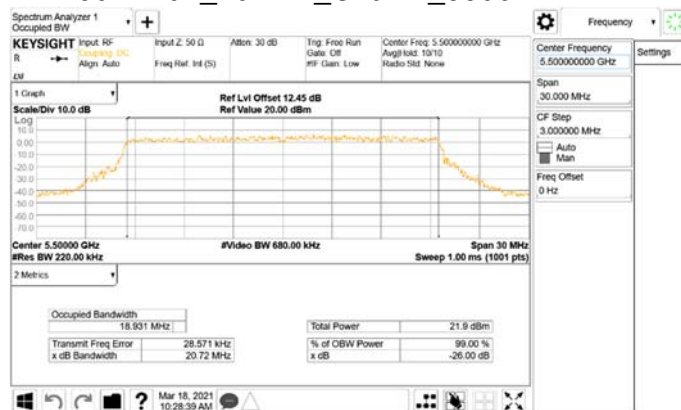 Spectrum Analyzer 1
Occupied BW
Frequency
KEYSIGHT
Input: RF
Coupling: DC
Align: Auto
Input Z: 50 Ω
Freq Ref: Int (S)
Atten: 30 dB
Trig: Free Run
Gate: Off
#IF Gain: Low
Center Freq: 5.500000000 GHz
Avg|Hold: 10/10
Radio Std: None
R
LXI
Center Frequency
5.500000000 GHz
Settings
Span
30.000 MHz
CF Step
3.000000 MHz
Auto
Man
Freq Offset
0 Hz
1 Graph
Scale/Div 10.0 dB
Ref Lvl Offset 12.45 dB
Ref Value 20.00 dBm
Log
10.0
0.00
-10.0
-20.0
-30.0
-40.0
-50.0
-60.0
-70.0
Center 5.50000 GHz
#Video BW 680.00 kHz
Span 30 MHz
#Res BW 220.00 kHz
Sweep 1.00 ms (1001 pts)
2 Metrics
Occupied Bandwidth
18.931 MHz
Total Power 21.9 dBm
Transmit Freq Error 28.571 kHz
% of OBW Power 99.00 %
x dB Bandwidth 20.72 MHz
x dB -26.00 dB
Mar 18, 2021
10:28:39 AM